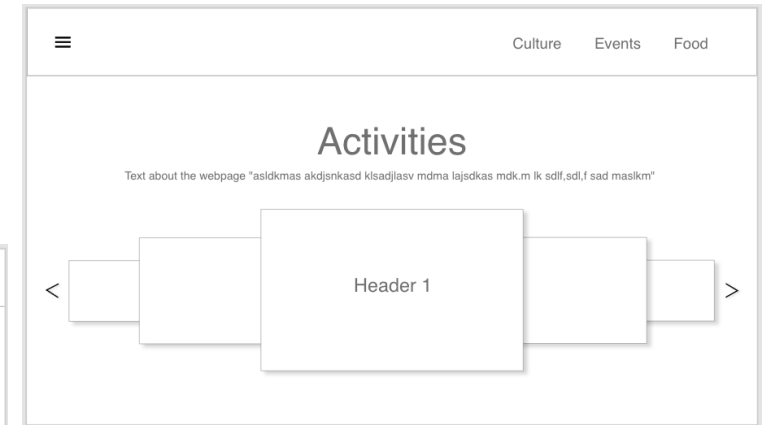 Culture Events Food
Activities
Text about the webpage "asldkmas akdjsnkasd klsadjlasv mdma lajsdkas mdk.m lk sdlf,sdl,f sad maslkm"
< Header 1 >